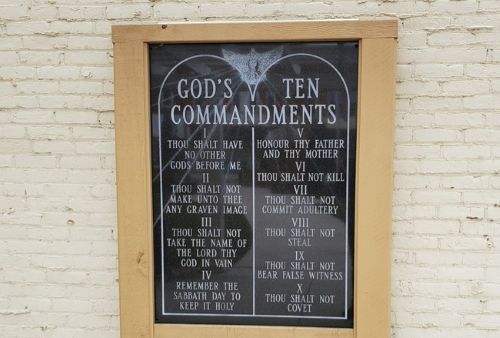 GOD'S TEN
COMMANDMENTS
I
THOU SHALT HAVE
NO OTHER
GODS BEFORE ME
II
THOU SHALT NOT
MAKE UNTO THEE
ANY GRAVEN IMAGE
III
THOU SHALT NOT
TAKE THE NAME OF
THE LORD THY
GOD IN VAIN
IV
REMEMBER THE
SABBATH DAY TO
KEEP IT HOLY
V
HONOUR THY FATHER
AND THY MOTHER
VI
THOU SHALT NOT KILL
VII
THOU SHALT NOT
COMMIT ADULTERY
VIII
THOU SHALT NOT
STEAL
IX
THOU SHALT NOT
BEAR FALSE WITNESS
X
THOU SHALT NOT
COVET